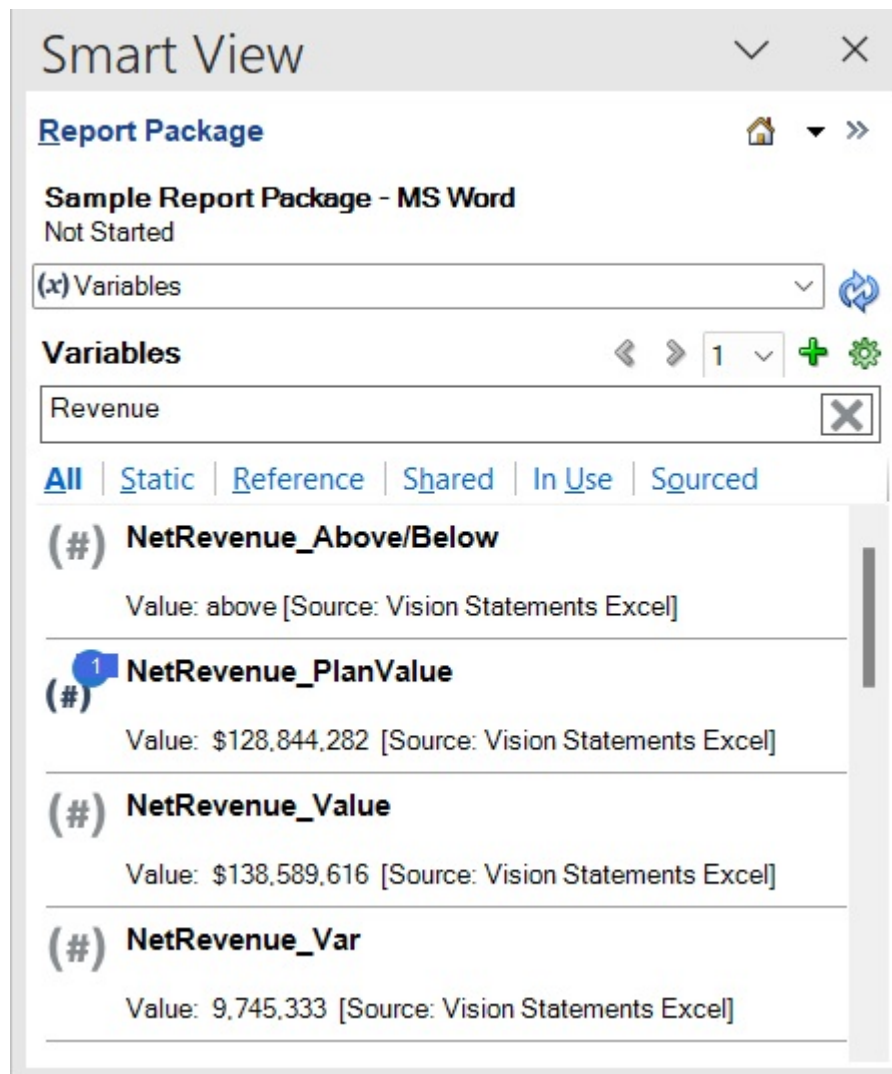 Smart View
Report Package
Sample Report Package - MS Word
Not Started
(x) Variables
Variables
1
Revenue
All | Static | Reference | Shared | In Use | Sourced
(#) NetRevenue_Above/Below
Value: above [Source: Vision Statements Excel]
1
(#) NetRevenue_PlanValue
Value: $128,844,282 [Source: Vision Statements Excel]
(#) NetRevenue_Value
Value: $138,589,616 [Source: Vision Statements Excel]
(#) NetRevenue_Var
Value: 9,745,333 [Source: Vision Statements Excel]